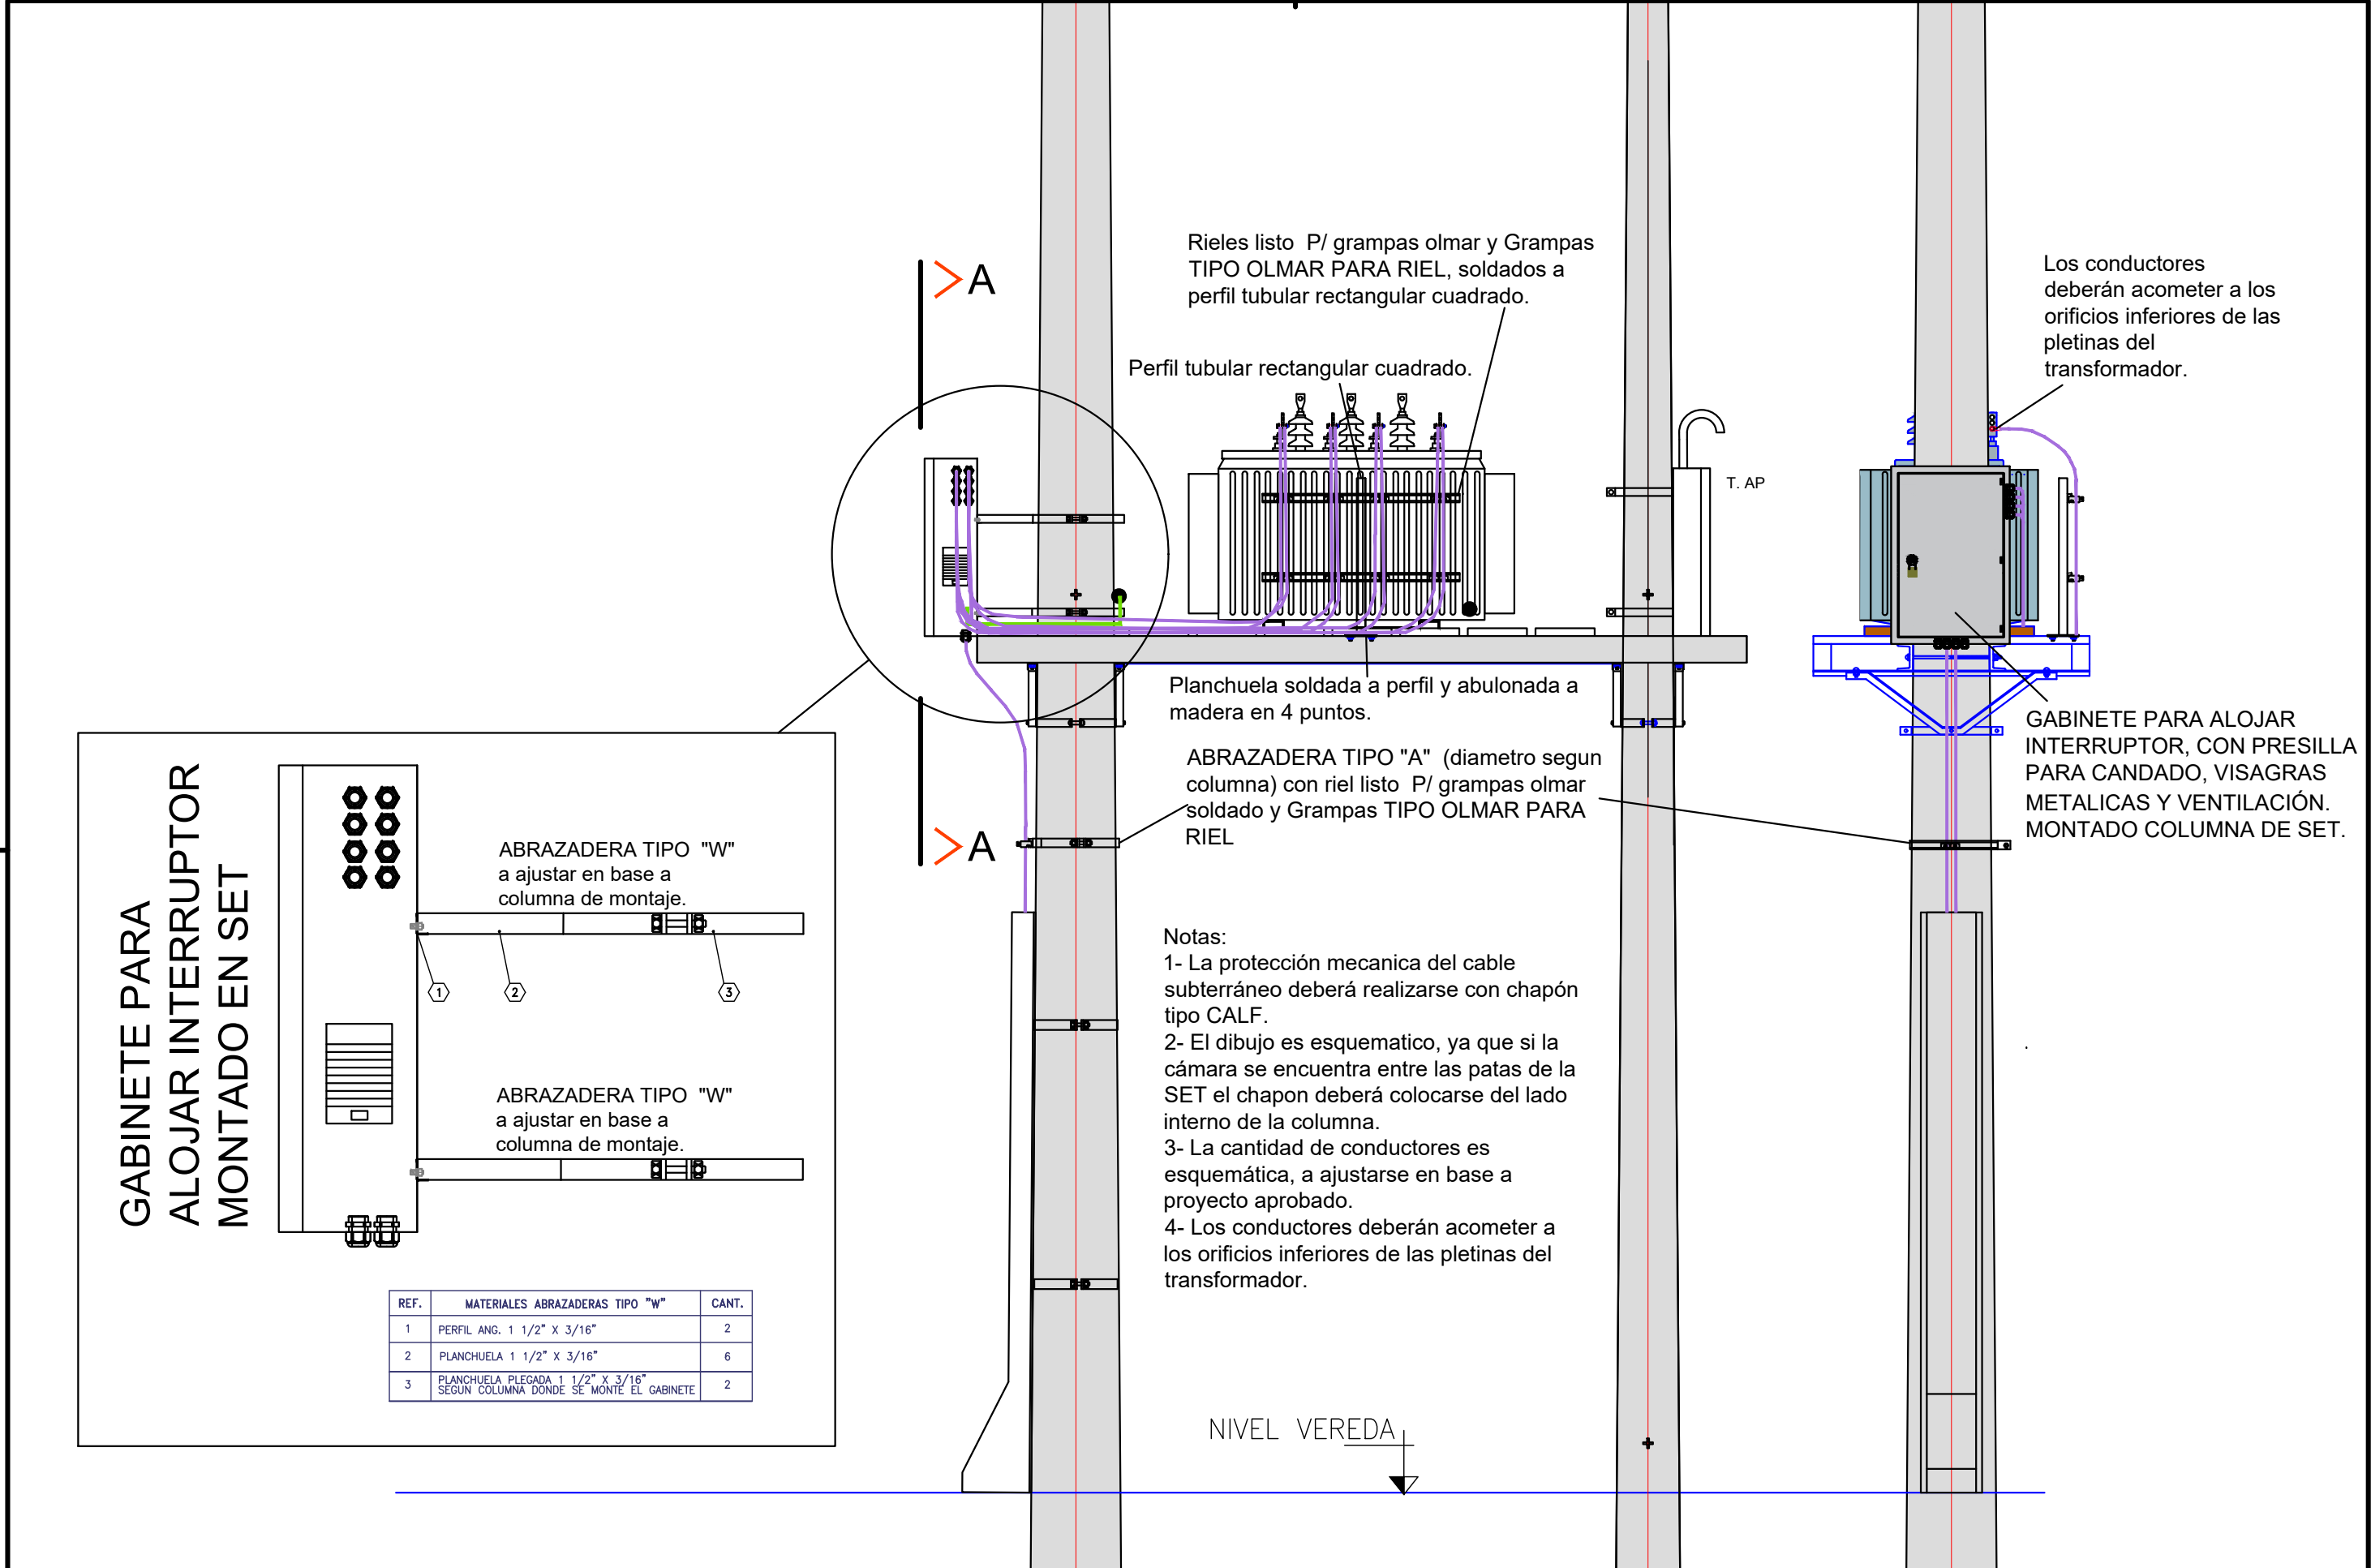 Rieles listo  P/ grampas olmar y Grampas
TIPO OLMAR PARA RIEL, soldados a
perfil tubular rectangular cuadrado.
A
Los conductores
deberán acometer a los
orificios inferiores de las
pletinas del
transformador.
Perfil tubular rectangular cuadrado.
T. AP
Planchuela soldada a perfil y abulonada a
madera en 4 puntos.
GABINETE PARA ALOJAR
INTERRUPTOR, CON PRESILLA
PARA CANDADO, VISAGRAS
METALICAS Y VENTILACIÓN.
MONTADO COLUMNA DE SET.
ABRAZADERA TIPO "A"  (diametro segun
columna) con riel listo  P/ grampas olmar
soldado y Grampas TIPO OLMAR PARA
RIEL
A
GABINETE PARA
ALOJAR INTERRUPTOR
MONTADO EN SET
ABRAZADERA TIPO  "W"
a ajustar en base a
columna de montaje.
1
2
3
ABRAZADERA TIPO  "W"
a ajustar en base a
columna de montaje.
REF. MATERIALES ABRAZADERAS TIPO "W" CANT.
1 PERFIL ANG. 1 1/2" X 3/16" 2
2 PLANCHUELA 1 1/2" X 3/16" 6
3 PLANCHUELA PLEGADA 1 1/2" X 3/16"
SEGUN COLUMNA DONDE SE MONTE EL GABINETE 2
Notas:
1- La protección mecanica del cable
subterráneo deberá realizarse con chapón
tipo CALF.
2- El dibujo es esquematico, ya que si la
cámara se encuentra entre las patas de la
SET el chapon deberá colocarse del lado
interno de la columna.
3- La cantidad de conductores es
esquemática, a ajustarse en base a
proyecto aprobado.
4- Los conductores deberán acometer a
los orificios inferiores de las pletinas del
transformador.
NIVEL VEREDA